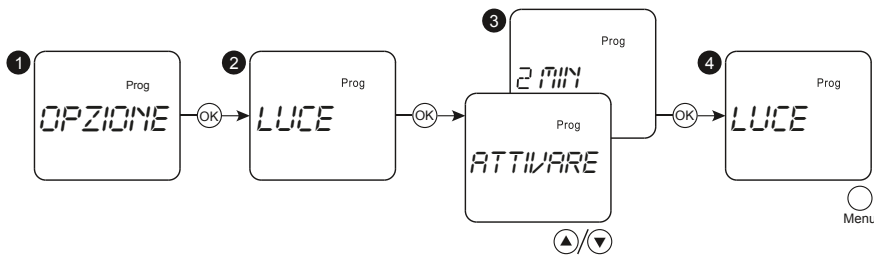 1
Prog
OPZIONE
OK
2
Prog
LUCE
OK
3
Prog
2 MIN
Prog
ATTIVARE
OK
4
Prog
LUCE
Menu